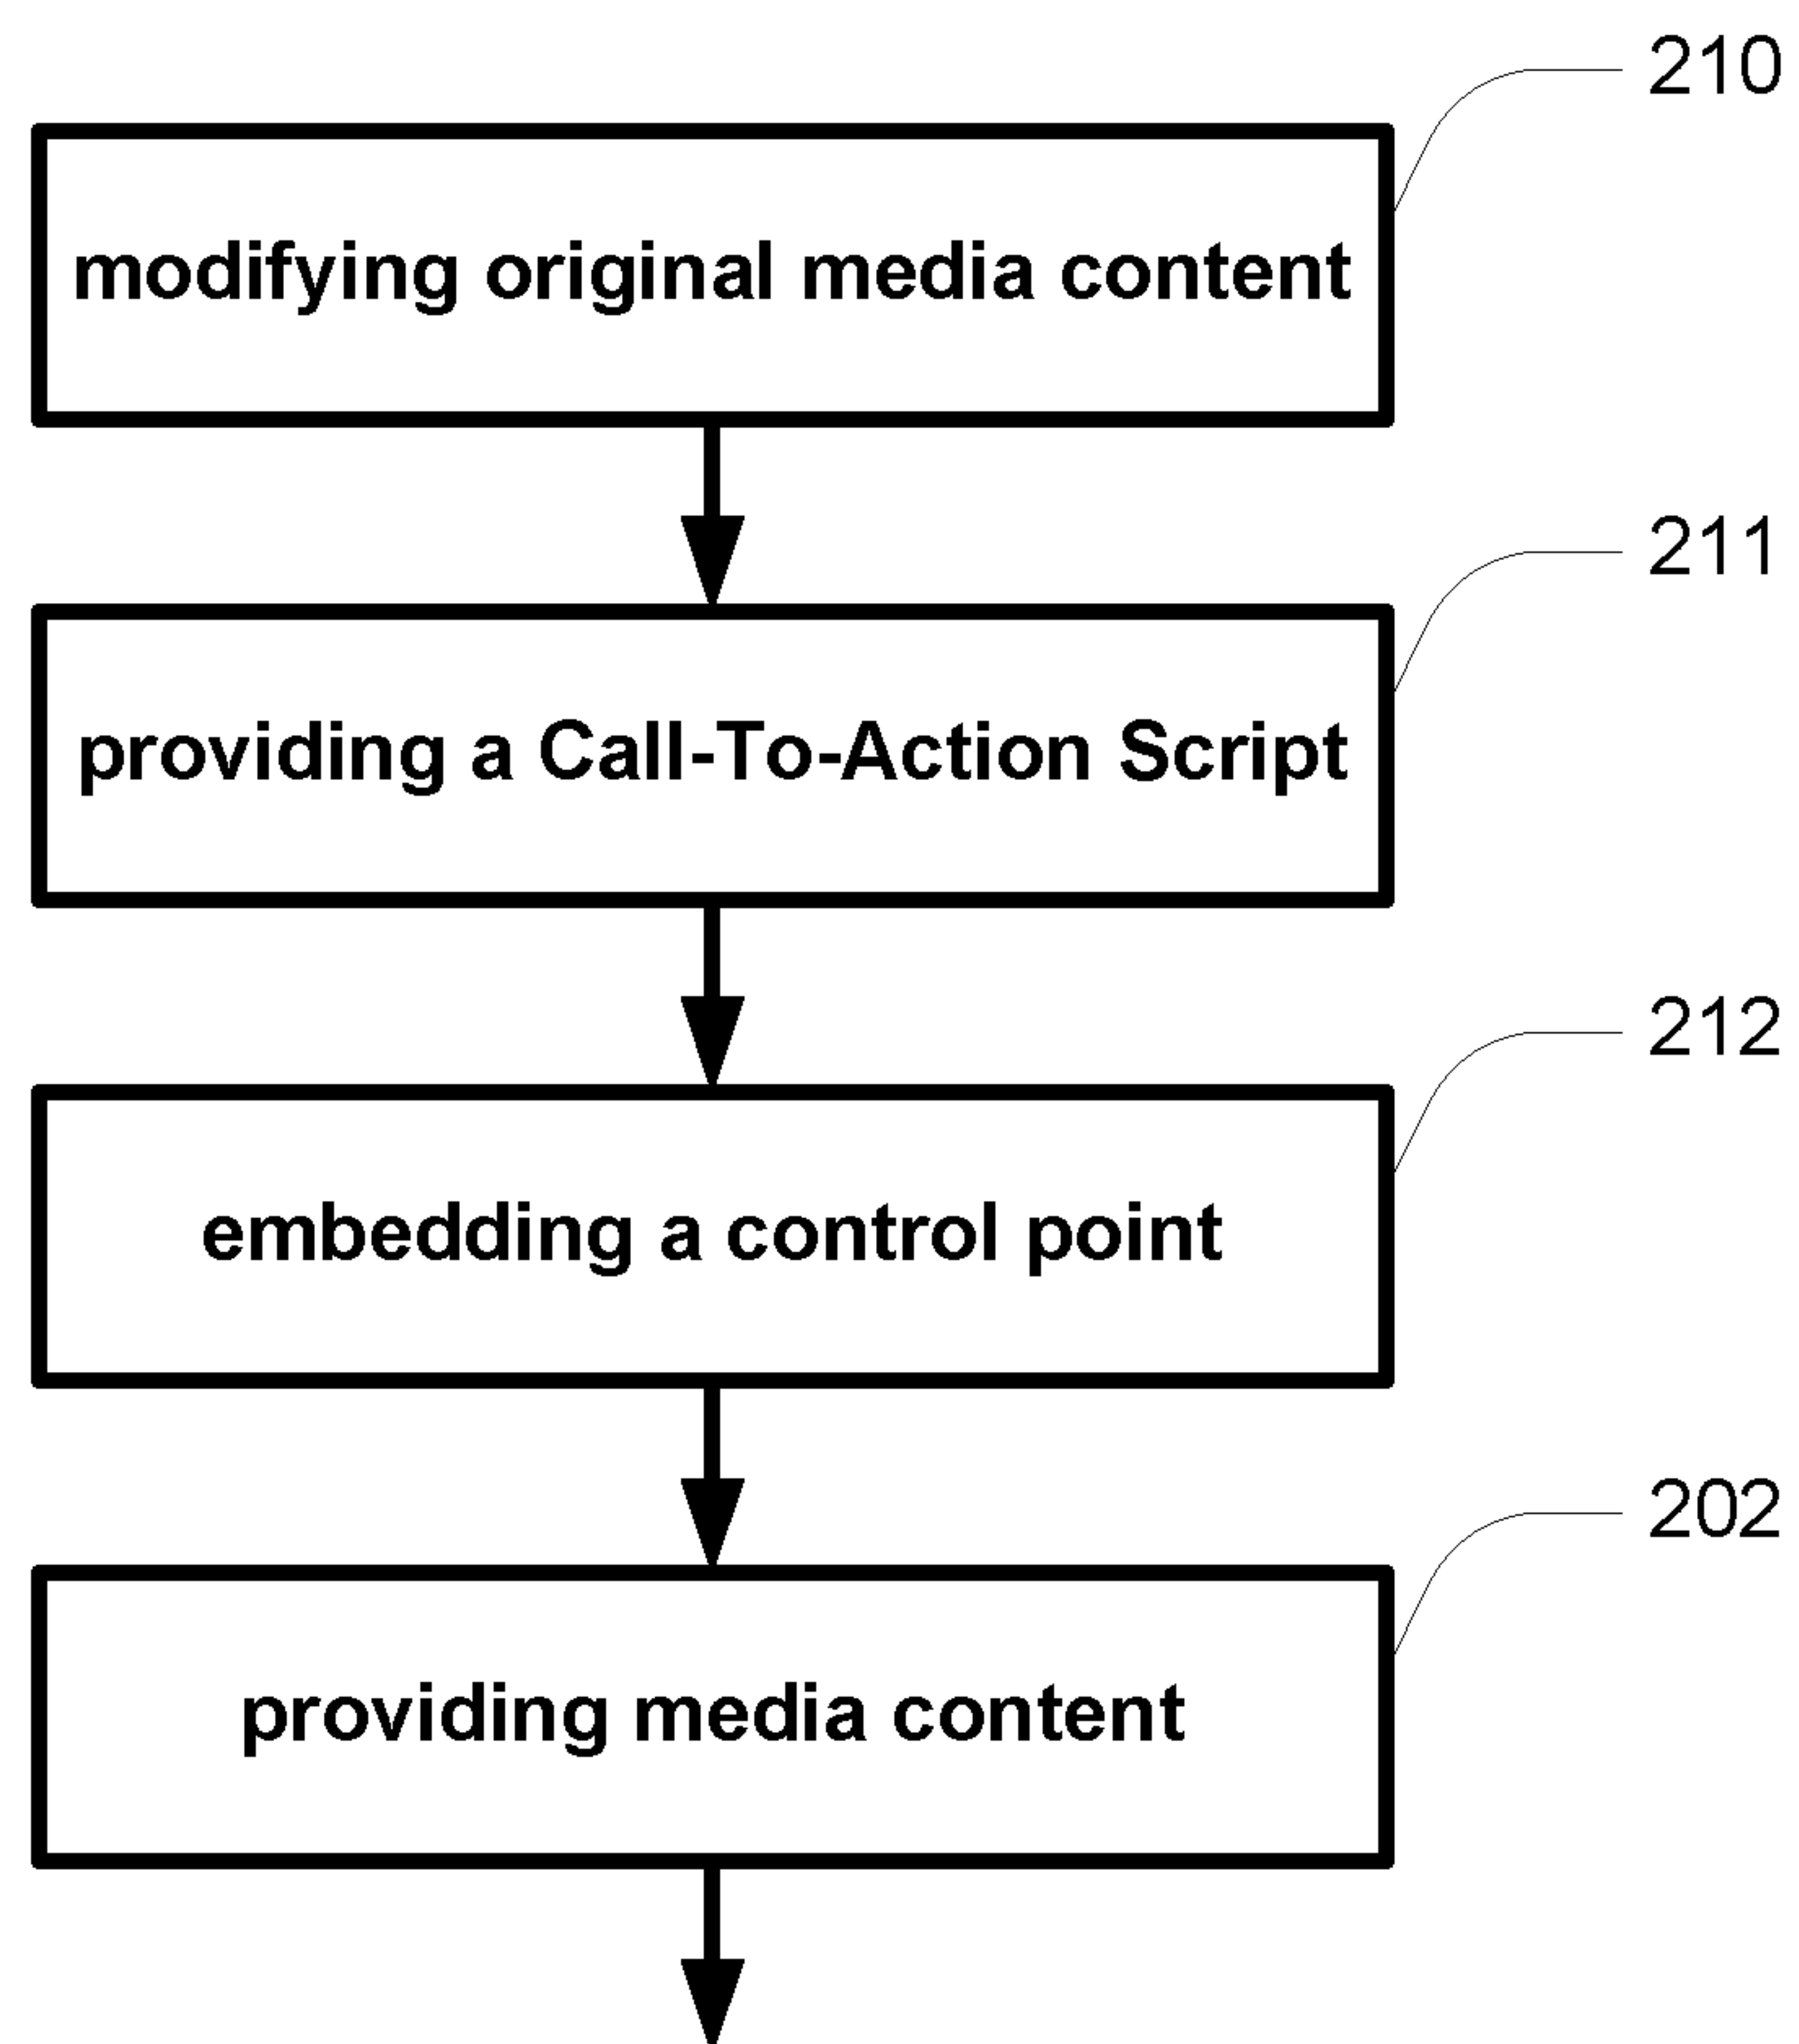 210
modifying original media content
211
providing a Call-To-Action Script
212
embedding a control point
202
providing media content